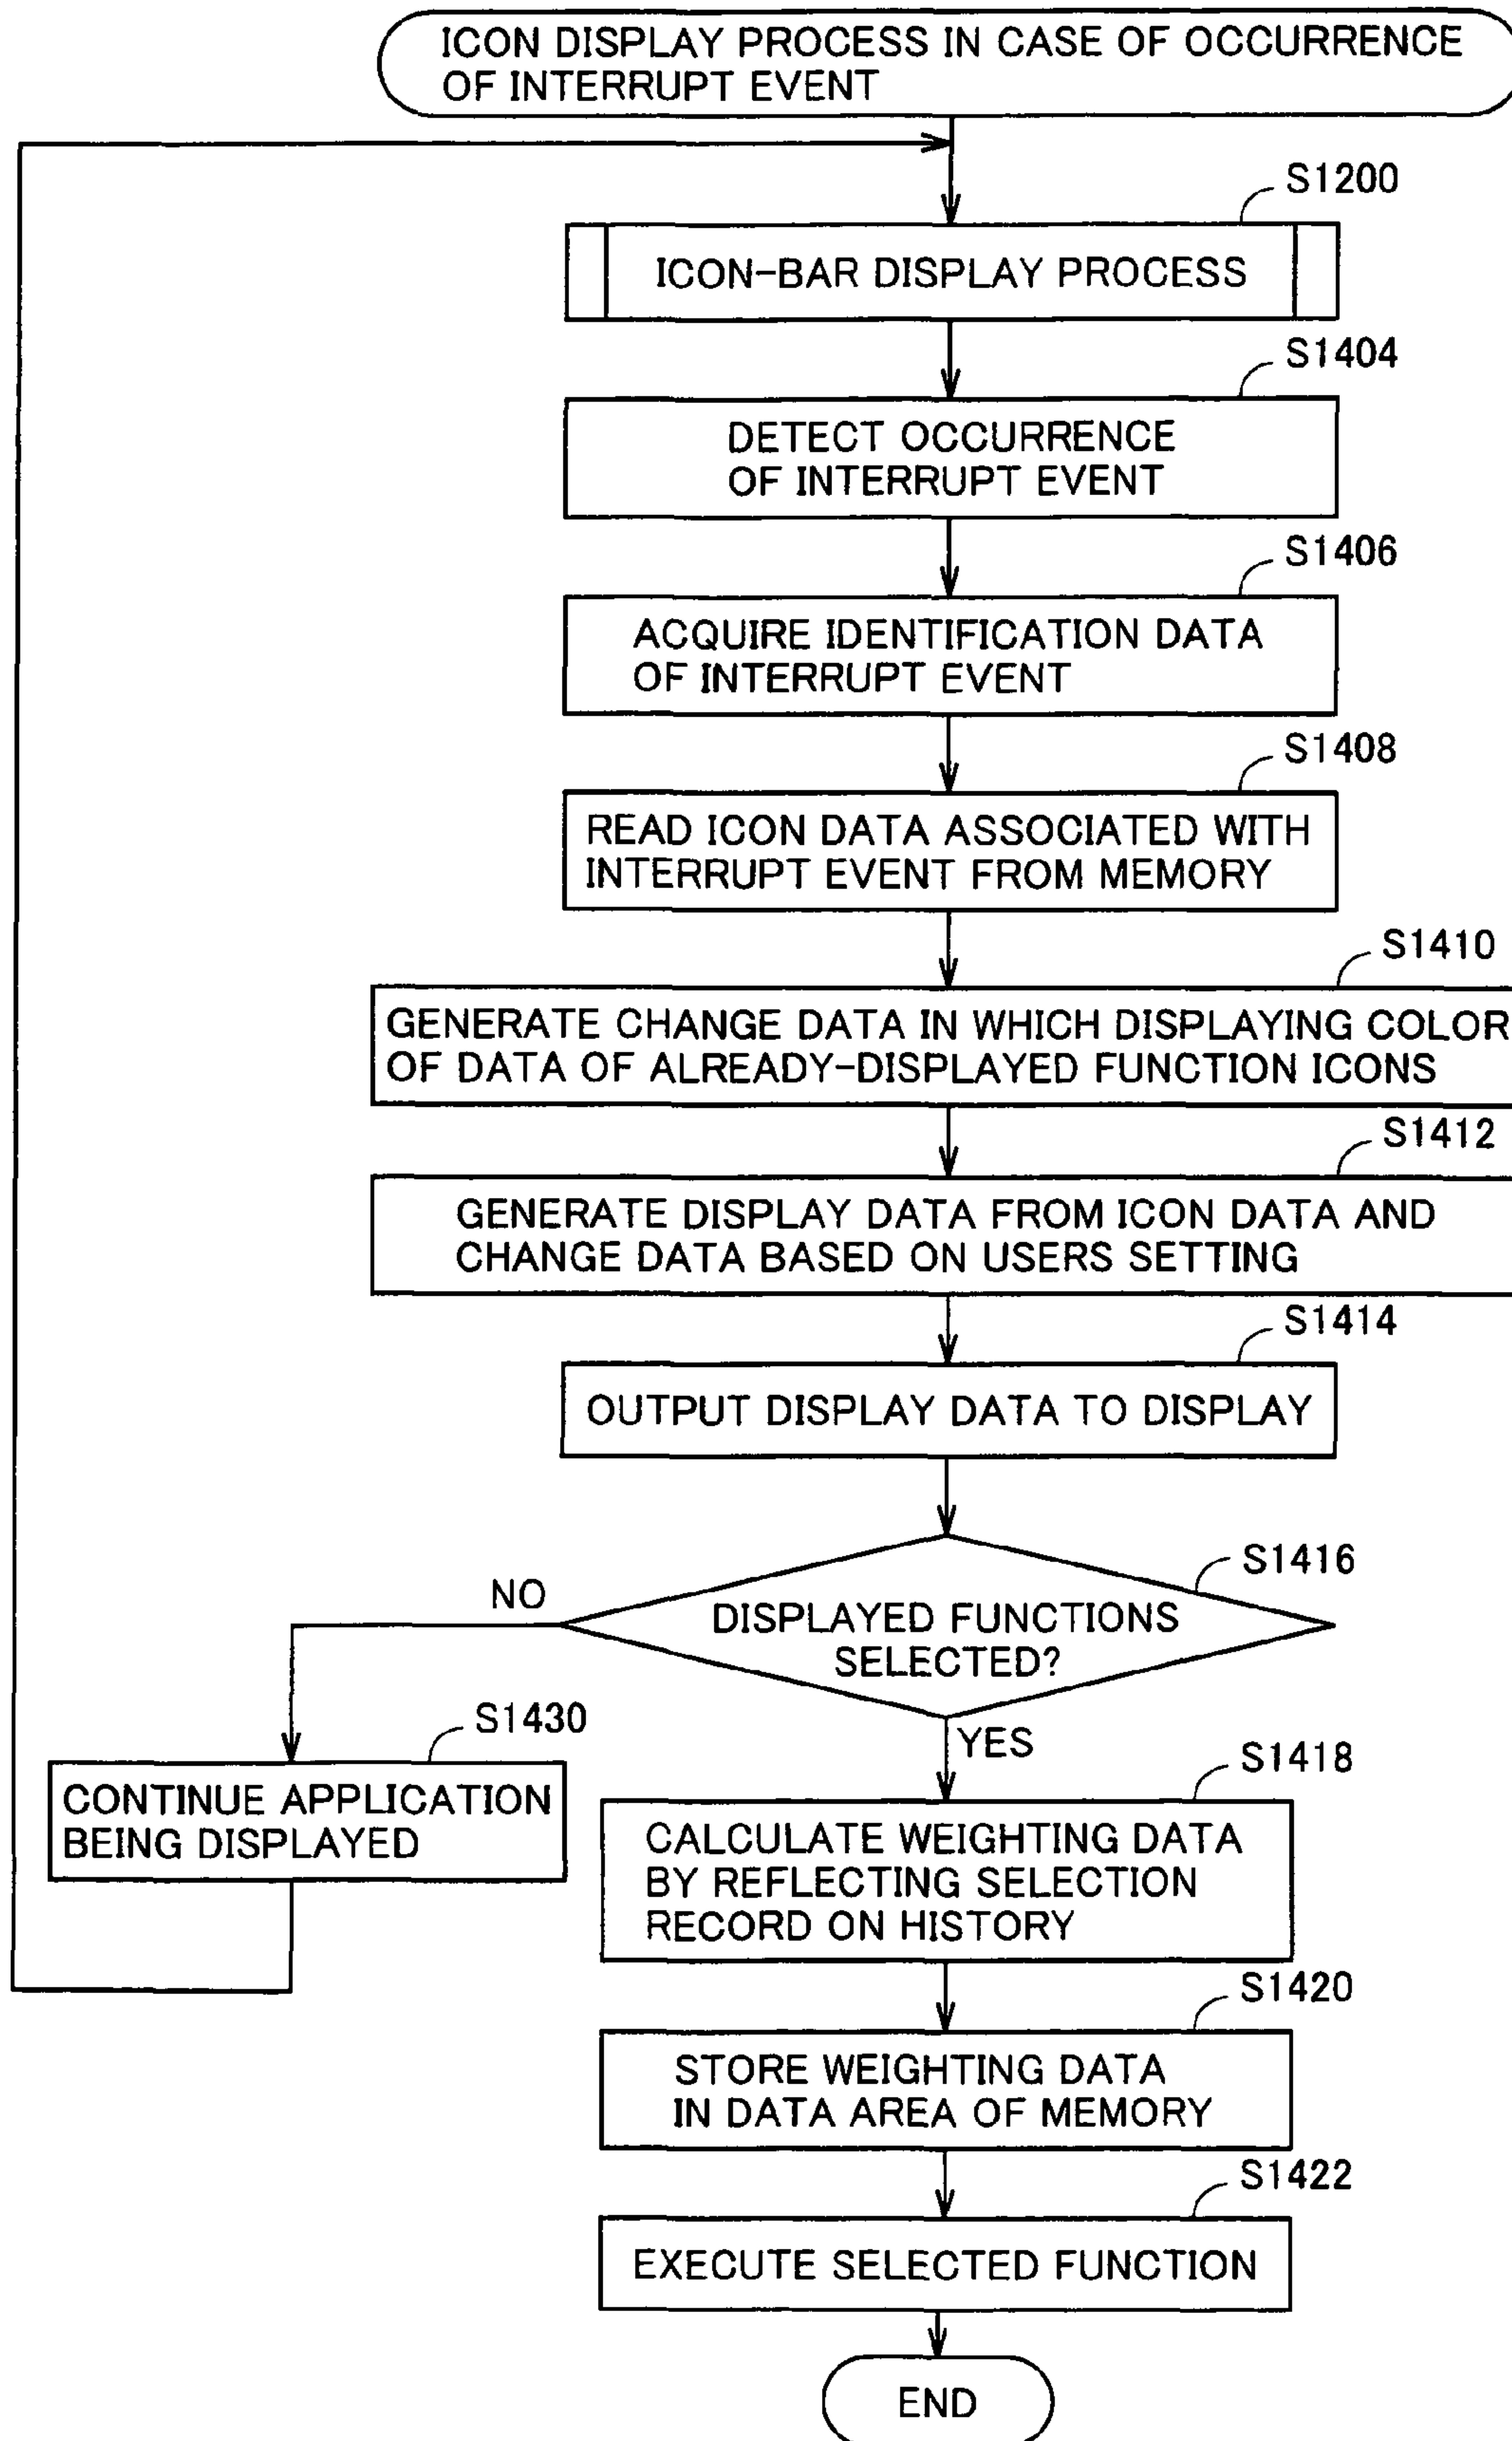 ICON DISPLAY PROCESS IN CASE OF OCCURRENCE
OF INTERRUPT EVENT
S1200
ICON-BAR DISPLAY PROCESS
S1404
DETECT OCCURRENCE
OF INTERRUPT EVENT
S1406
ACQUIRE IDENTIFICATION DATA
OF INTERRUPT EVENT
S1408
READ ICON DATA ASSOCIATED WITH
INTERRUPT EVENT FROM MEMORY
S1410
GENERATE CHANGE DATA IN WHICH DISPLAYING COLOR
OF DATA OF ALREADY-DISPLAYED FUNCTION ICONS
S1412
GENERATE DISPLAY DATA FROM ICON DATA AND
CHANGE DATA BASED ON USERS SETTING
S1414
OUTPUT DISPLAY DATA TO DISPLAY
S1416
NO
DISPLAYED FUNCTIONS
SELECTED?
YES
S1430
CONTINUE APPLICATION
BEING DISPLAYED
S1418
CALCULATE WEIGHTING DATA
BY REFLECTING SELECTION
RECORD ON HISTORY
S1420
STORE WEIGHTING DATA
IN DATA AREA OF MEMORY
S1422
EXECUTE SELECTED FUNCTION
END